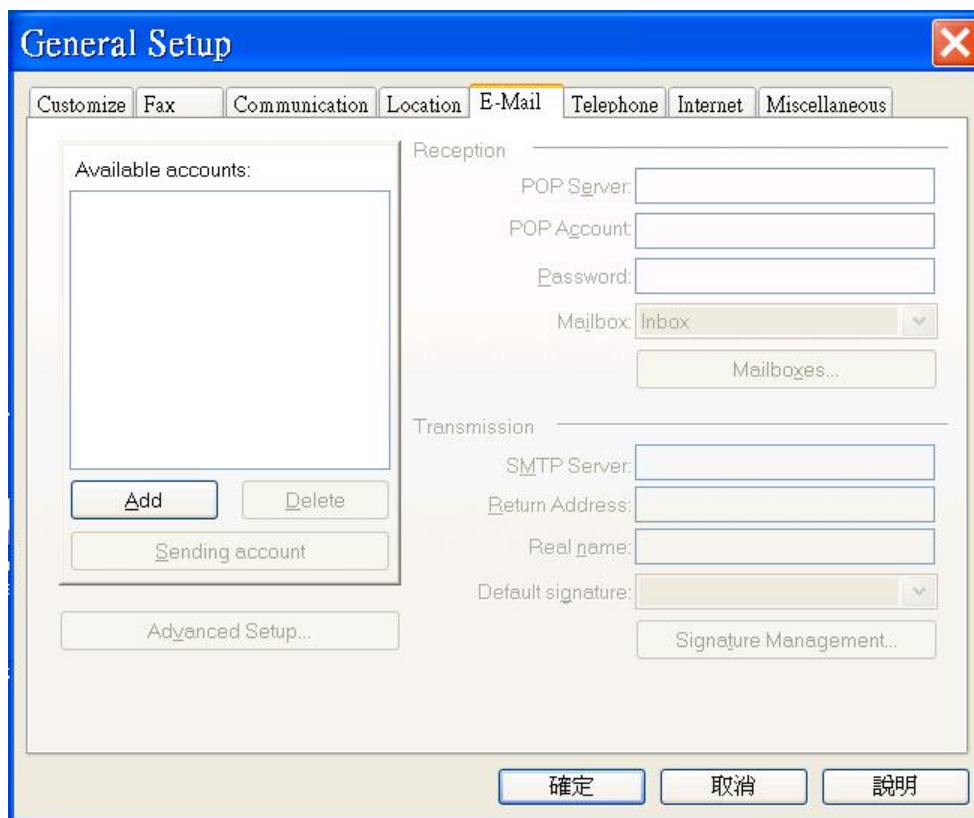 General Setup
Customize Fax Communication Location E-Mail Telephone Internet Miscellaneous
Available accounts:
Add Delete
Sending account
Advanced Setup...
Reception
POP Server:
POP Account:
Password:
Mailbox: Inbox
Mailboxes...
Transmission
SMTP Server:
Return Address:
Real name:
Default signature:
Signature Management...
確定 取消 說明